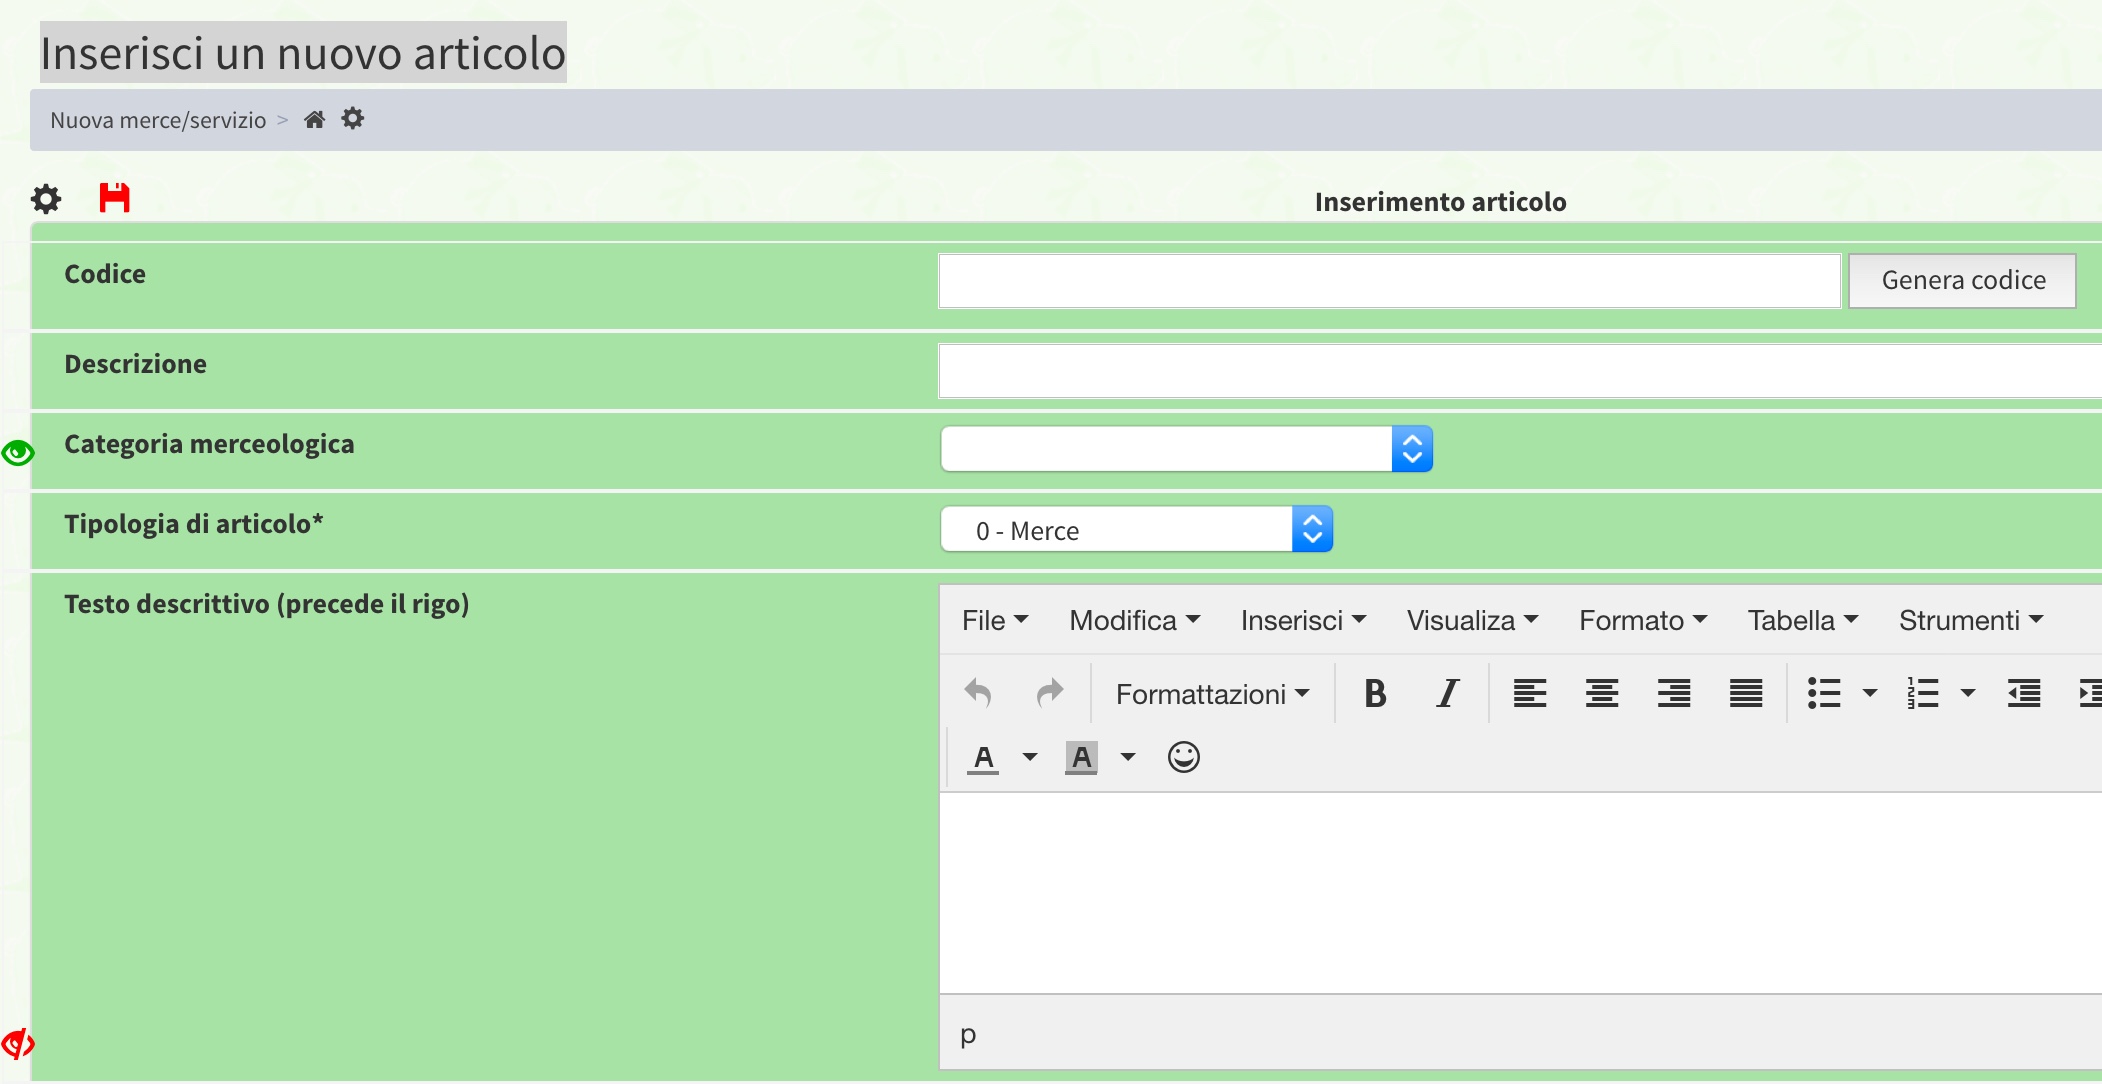 Inserisci un nuovo articolo
Nuova merce/servizio >
Inserimento articolo
Codice
Genera codice
Descrizione
Categoria merceologica
Tipologia di articolo*
0 - Merce
Testo descrittivo (precede il rigo)
File Modifica Inserisci Visualizza Formato Tabella Strumenti
Formattazioni B I
A A
p